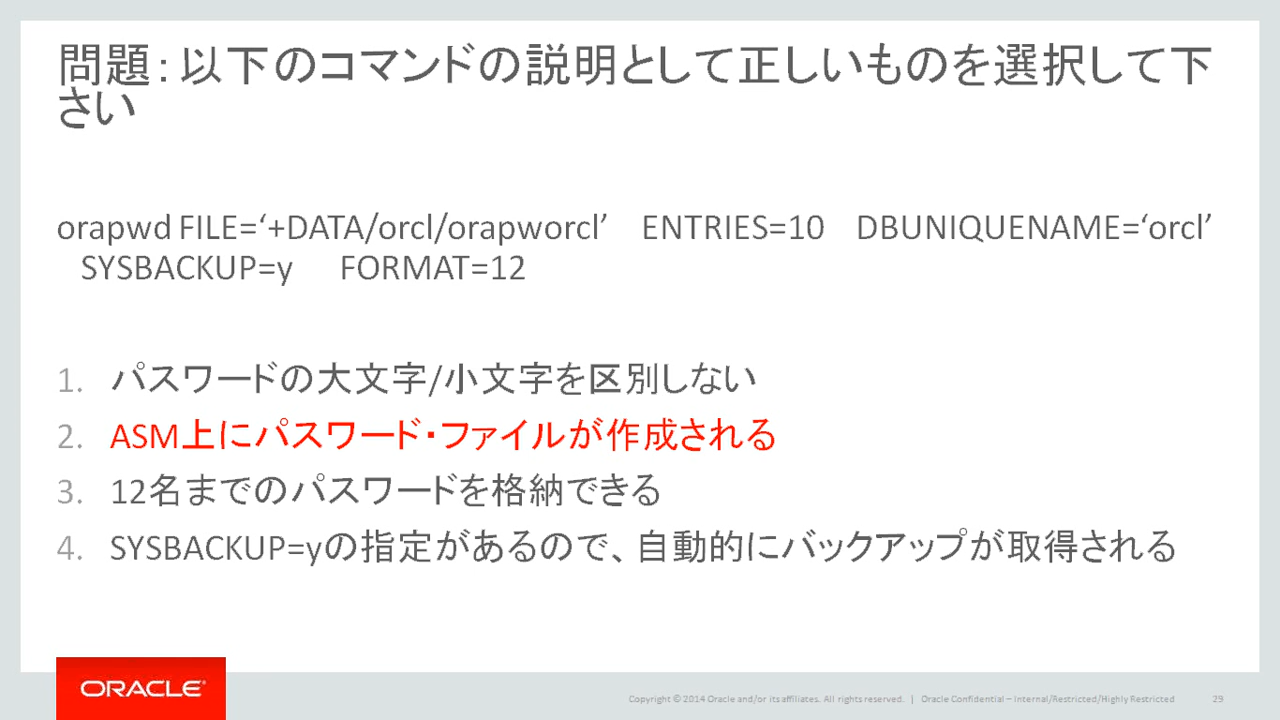 問題：以下のコマンドの説明として正しいものを選択して下
さい
orapwd FILE=‘+DATA/orcl/orapworcl’ ENTRIES=10 DBUNIQUENAME=‘orcl’
SYSBACKUP=y FORMAT=12
1. パスワードの大文字/小文字を区別しない
2. ASM上にパスワード・ファイルが作成される
3. 12名までのパスワードを格納できる
4. SYSBACKUP=yの指定があるので、自動的にバックアップが取得される
ORACLE®
Copyright © 2014 Oracle and/or its affiliates. All rights reserved. | Oracle Confidential – Internal/Restricted/Highly Restricted 29